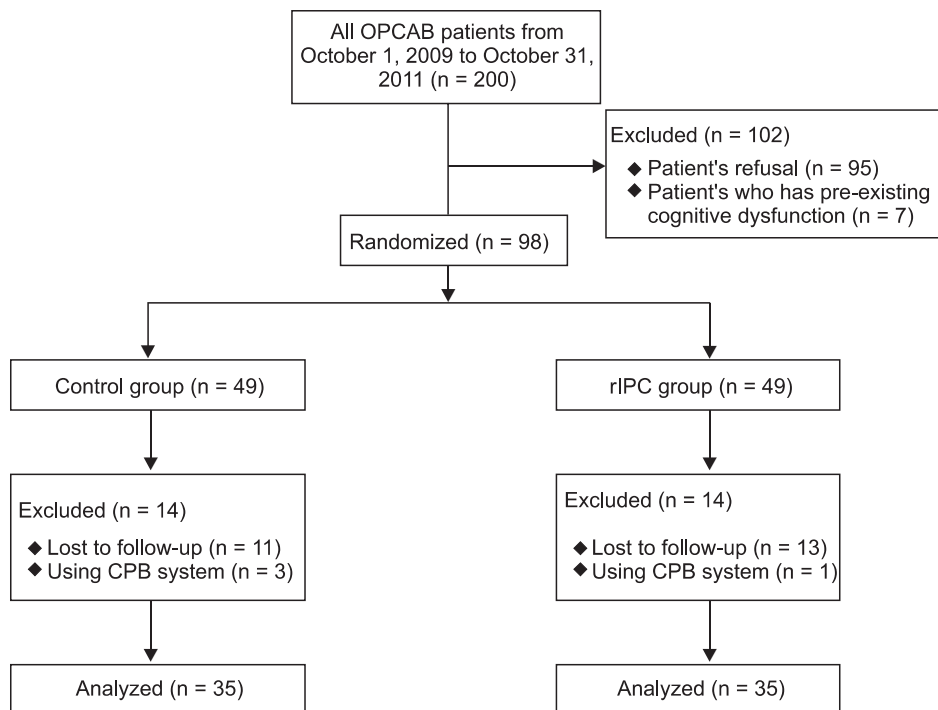 All OPCAB patients from
October 1, 2009 to October 31,
2011 (n = 200)
Excluded (n = 102)
◆ Patient's refusal (n = 95)
◆ Patient's who has pre-existing
cognitive dysfunction (n = 7)
Randomized (n = 98)
Control group (n = 49)
rIPC group (n = 49)
Excluded (n = 14)
◆ Lost to follow-up (n = 11)
◆ Using CPB system (n = 3)
Excluded (n = 14)
◆ Lost to follow-up (n = 13)
◆ Using CPB system (n = 1)
Analyzed (n = 35)
Analyzed (n = 35)